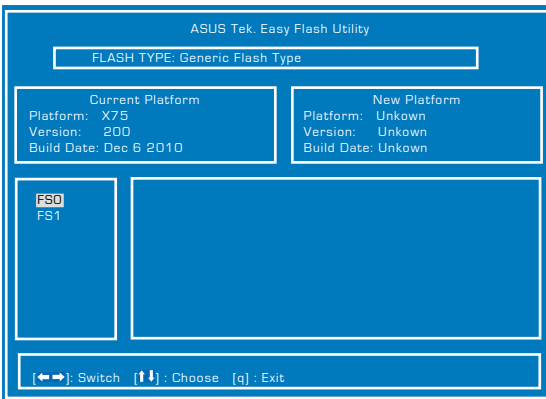 ASUS Tek. Easy Flash Utility
FLASH TYPE: Generic Flash Type
Current Platform
Platform: X75
Version: 200
Build Date: Dec 6 2010
New Platform
Platform: Unkown
Version: Unkown
Build Date: Unkown
FS0
FS1
[←→]: Switch [↑↓] : Choose [q] : Exit